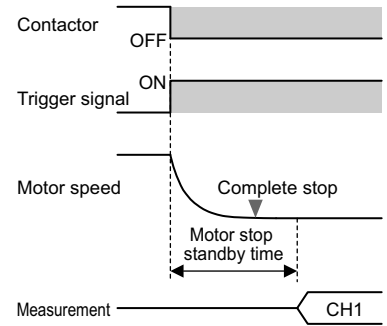 Contactor
OFF
ON
Trigger signal
Motor speed
Complete stop
Motor stop
standby time
Measurement
CH1